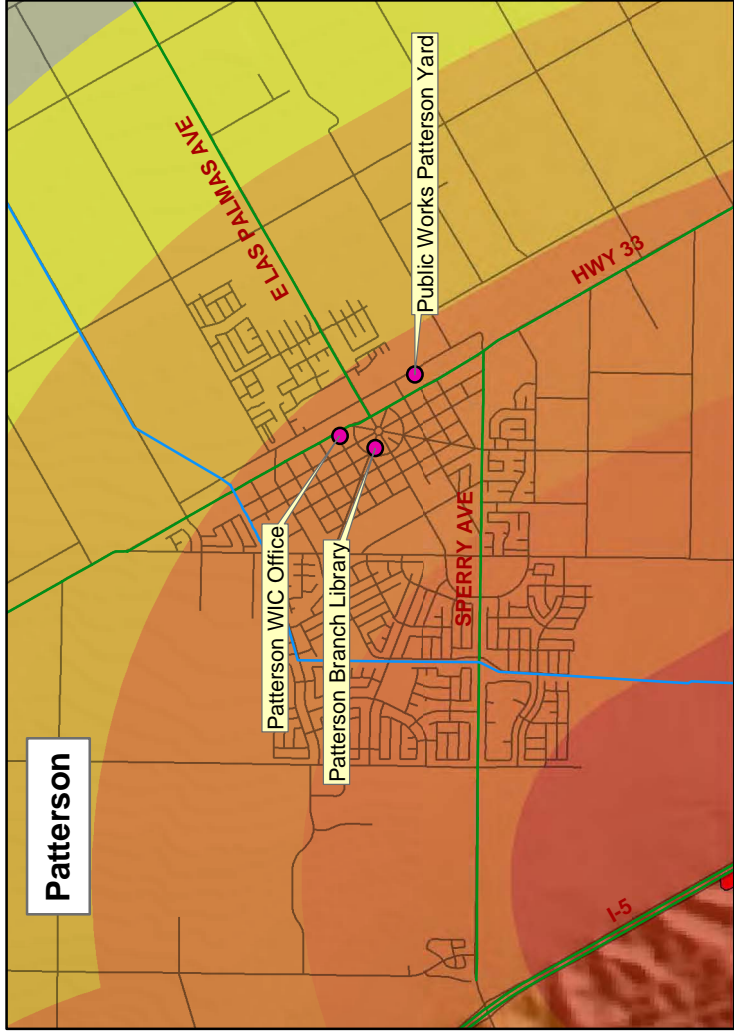 Patterson
E LAS PALMAS AVE
Public Works Patterson Yard
HWY 33
Patterson WIC Office
Patterson Branch Library
SPERRY AVE
I-5